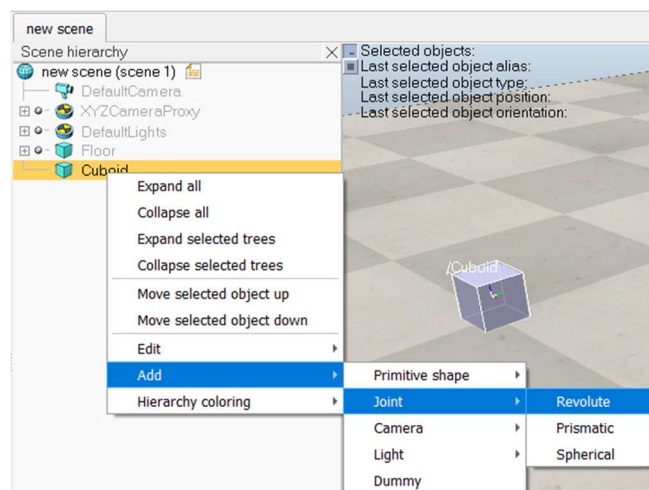 new scene
Scene hierarchy
new scene (scene 1)
DefaultCamera
XYZCameraProxy
DefaultLights
Floor
Cuboid
Selected objects:
Last selected object alias:
Last selected object type:
Last selected object position:
Last selected object orientation:
/Cuboid
Expand all
Collapse all
Expand selected trees
Collapse selected trees
Move selected object up
Move selected object down
Edit
Add
Hierarchy coloring
Primitive shape
Joint
Camera
Light
Dummy
Revolute
Prismatic
Spherical